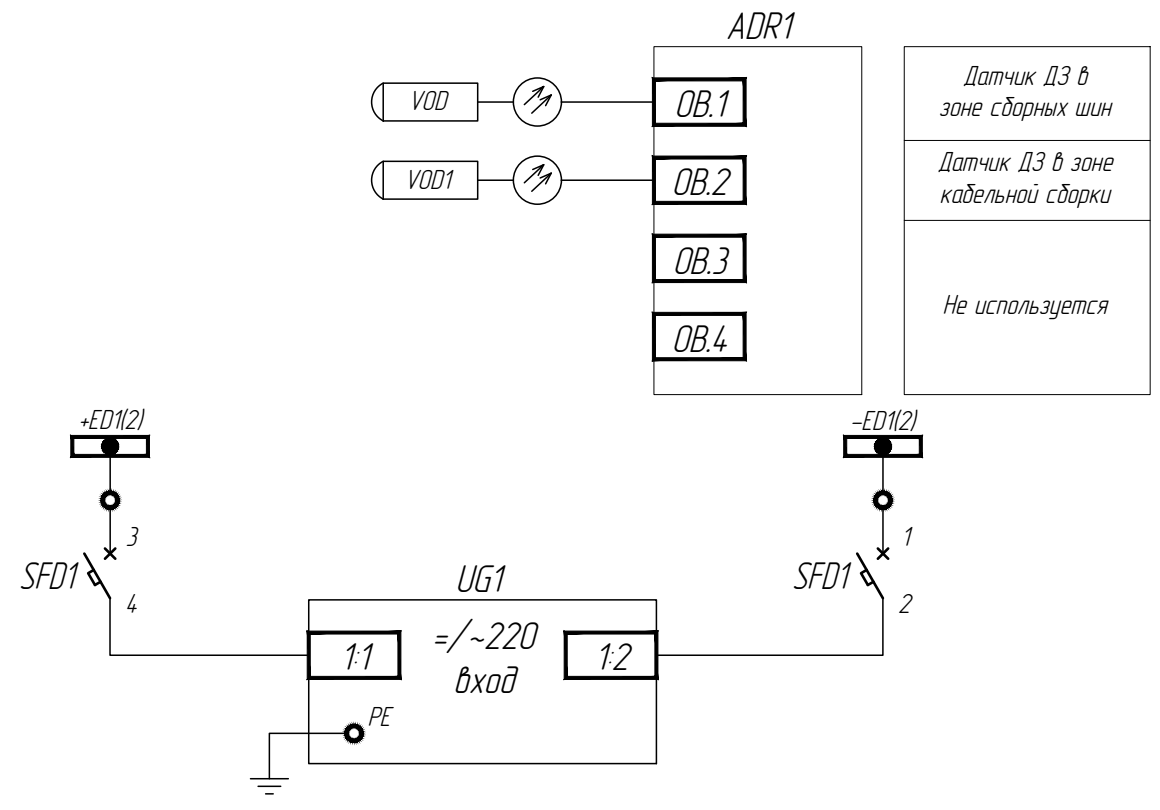 ADR1
VOD
OB.1
Датчик ДЗ в
зоне сборных шин
VOD1
OB.2
Датчик ДЗ в зоне
кабельной сборки
OB.3
OB.4
Не используется
+ED1(2)
-ED1(2)
3
SFD1
4
1
SFD1
2
UG1
1:1
=/~220
вход
1:2
PE